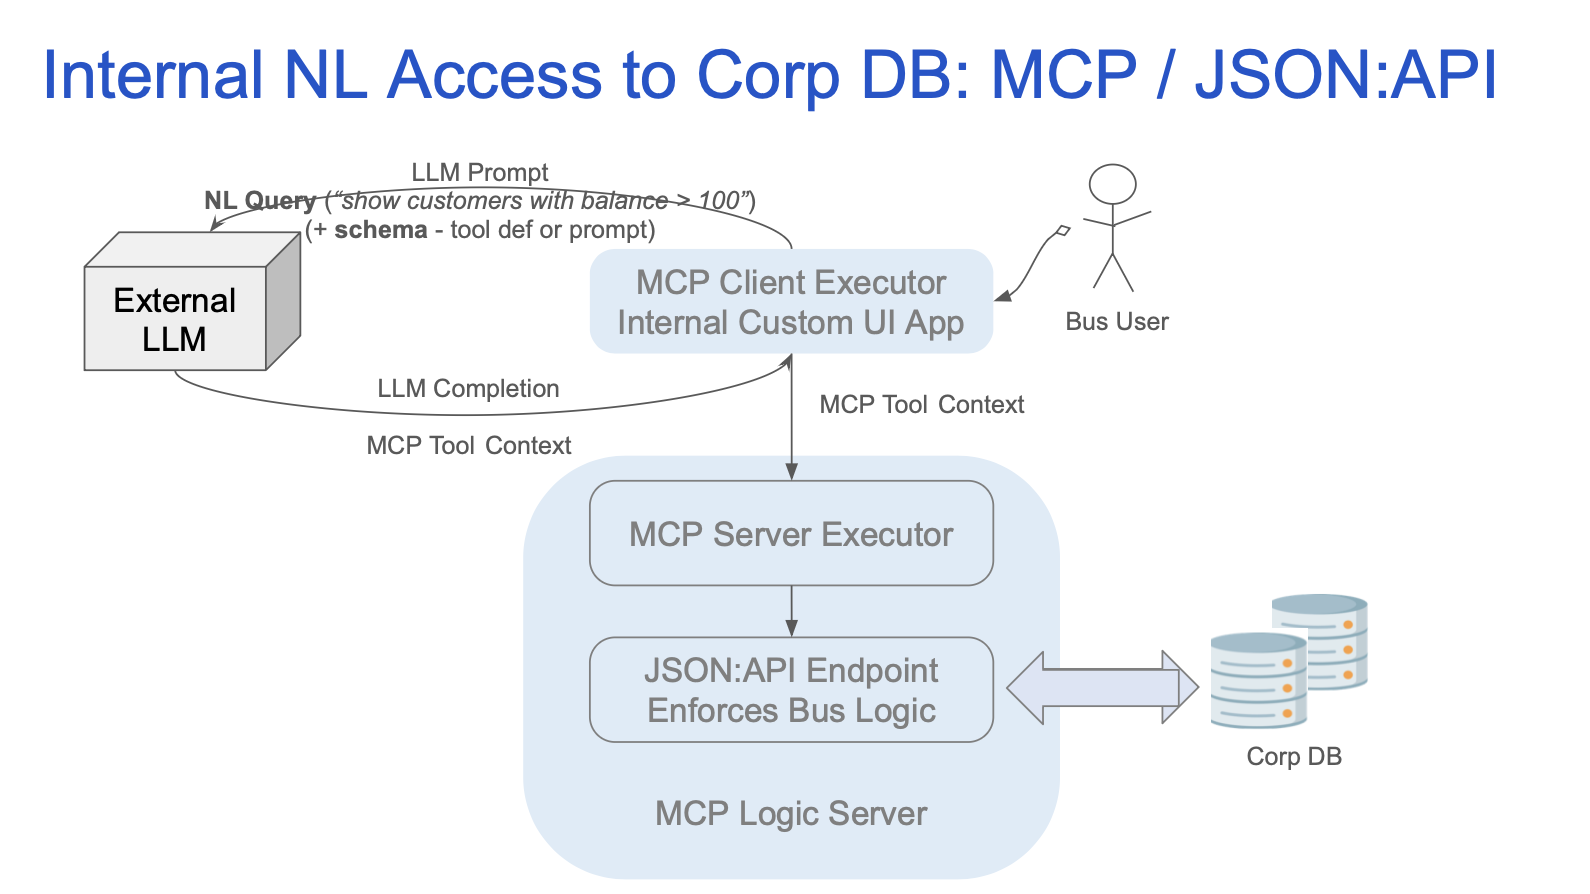 Internal NL Access to Corp DB: MCP / JSON:API
LLM Prompt
NL Query (“show customers with balance > 100”)
(+ schema - tool def or prompt)
External
LLM
MCP Client Executor
Internal Custom UI App
Bus User
LLM Completion
MCP Tool Context
MCP Tool Context
MCP Server Executor
JSON:API Endpoint
Enforces Bus Logic
Corp DB
MCP Logic Server